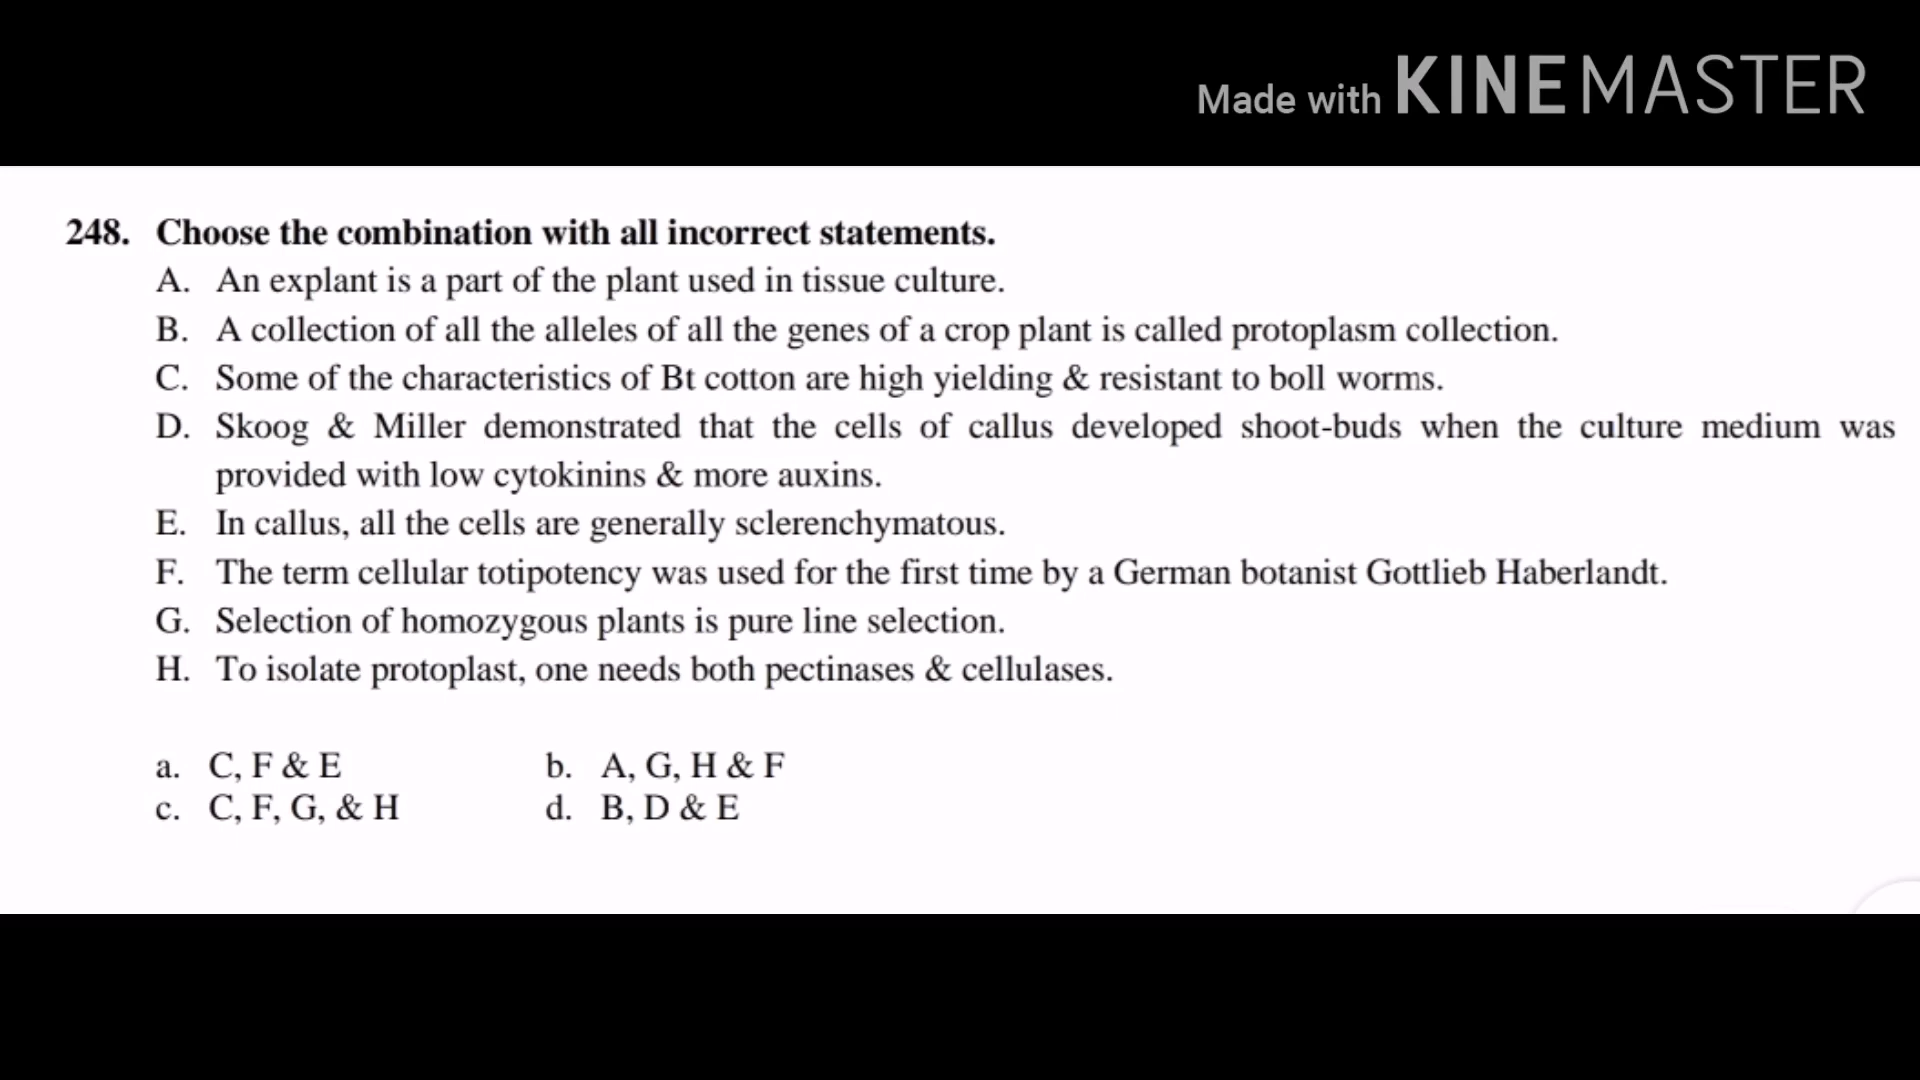 Made with KINEMASTER
248. Choose the combination with all incorrect statements.
A. An explant is a part of the plant used in tissue culture.
B. A collection of all the alleles of all the genes of a crop plant is called protoplasm collection.
C. Some of the characteristics of Bt cotton are high yielding & resistant to boll worms.
D. Skoog & Miller demonstrated that the cells of callus developed shoot-buds when the culture medium was
provided with low cytokinins & more auxins.
E. In callus, all the cells are generally sclerenchymatous.
F. The term cellular totipotency was used for the first time by a German botanist Gottlieb Haberlandt.
G. Selection of homozygous plants is pure line selection.
H. To isolate protoplast, one needs both pectinases & cellulases.
a. C, F & E b. A, G, H & F
c. C, F, G, & H d. B, D & E